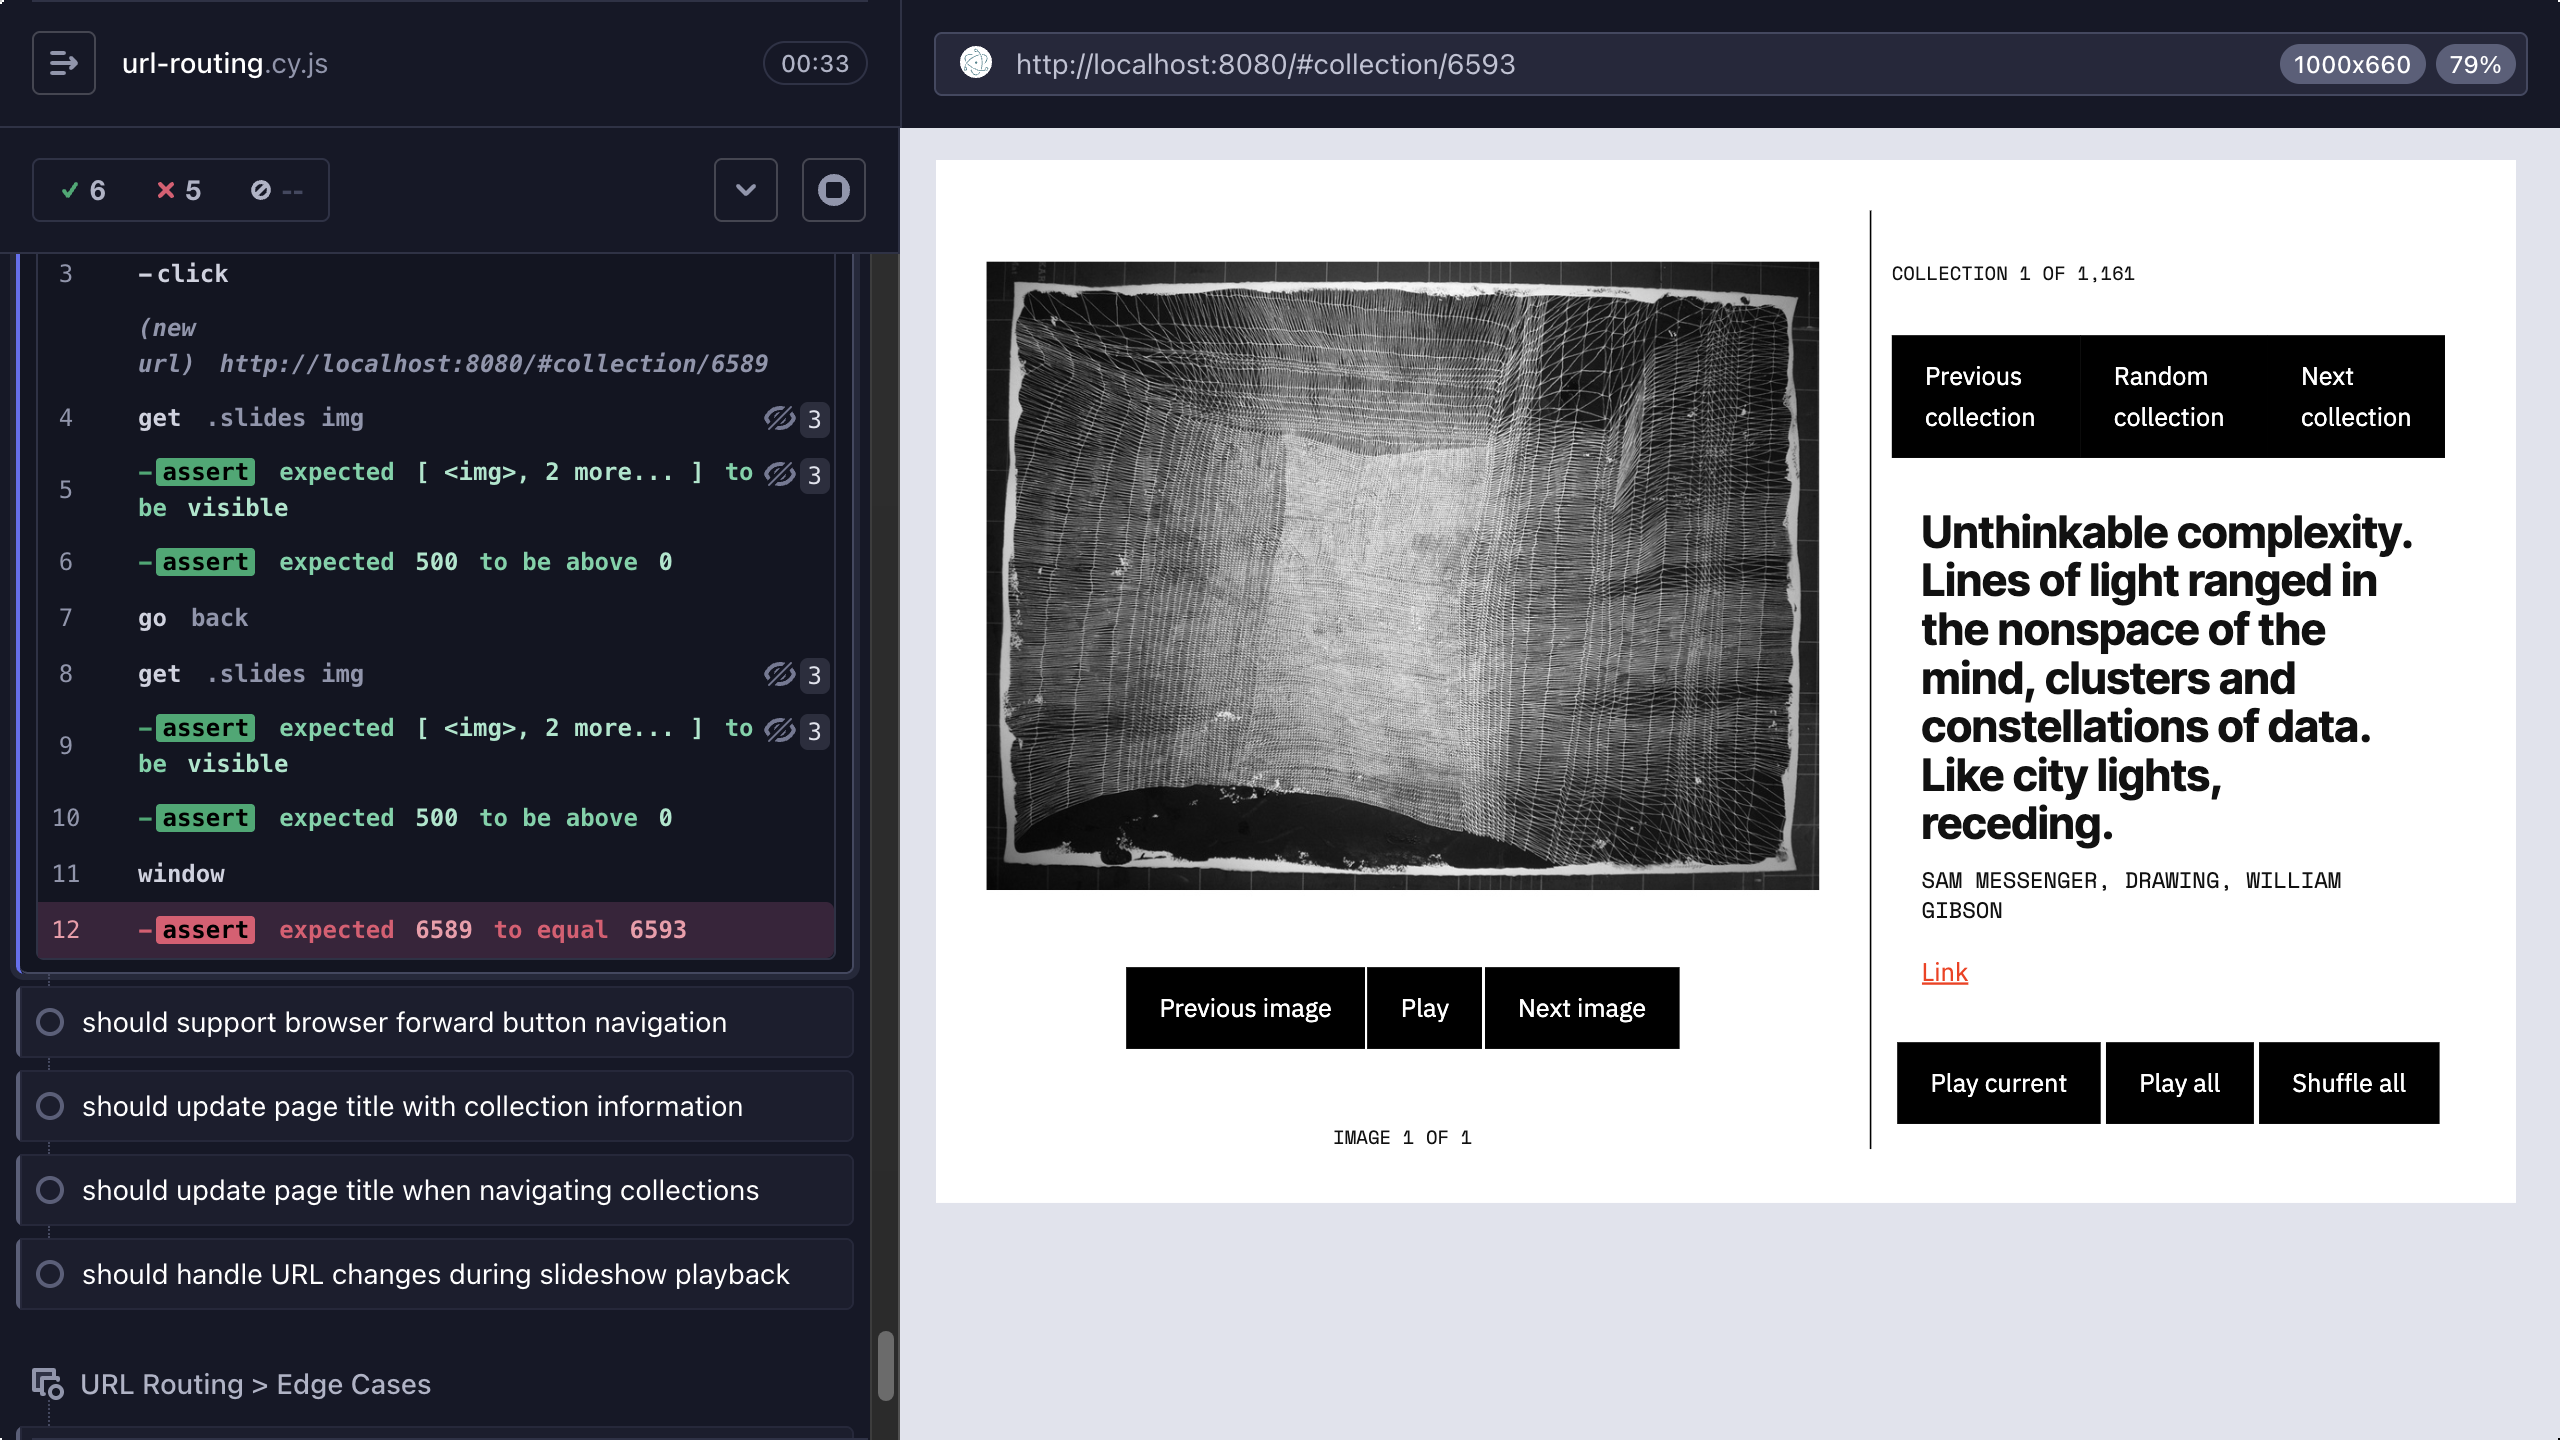 url-routing.cy.js
00:33
6 5 --
3 -click
(new
url) http://localhost:8080/#collection/6589
4 get .slides img 3
5 -assert expected [ <img>, 2 more... ] to 3
be visible
6 -assert expected 500 to be above 0
7 go back
8 get .slides img 3
9 -assert expected [ <img>, 2 more... ] to 3
be visible
10 -assert expected 500 to be above 0
11 window
12 -assert expected 6589 to equal 6593
should support browser forward button navigation
should update page title with collection information
should update page title when navigating collections
should handle URL changes during slideshow playback
URL Routing > Edge Cases
http://localhost:8080/#collection/6593
1000x660 79%
Previous image
Play
Next image
IMAGE 1 OF 1
COLLECTION 1 OF 1,161
Previous
collection
Random
collection
Next
collection
Unthinkable complexity.
Lines of light ranged in
the nonspace of the
mind, clusters and
constellations of data.
Like city lights,
receding.
SAM MESSENGER, DRAWING, WILLIAM
GIBSON
Link
Play current
Play all
Shuffle all